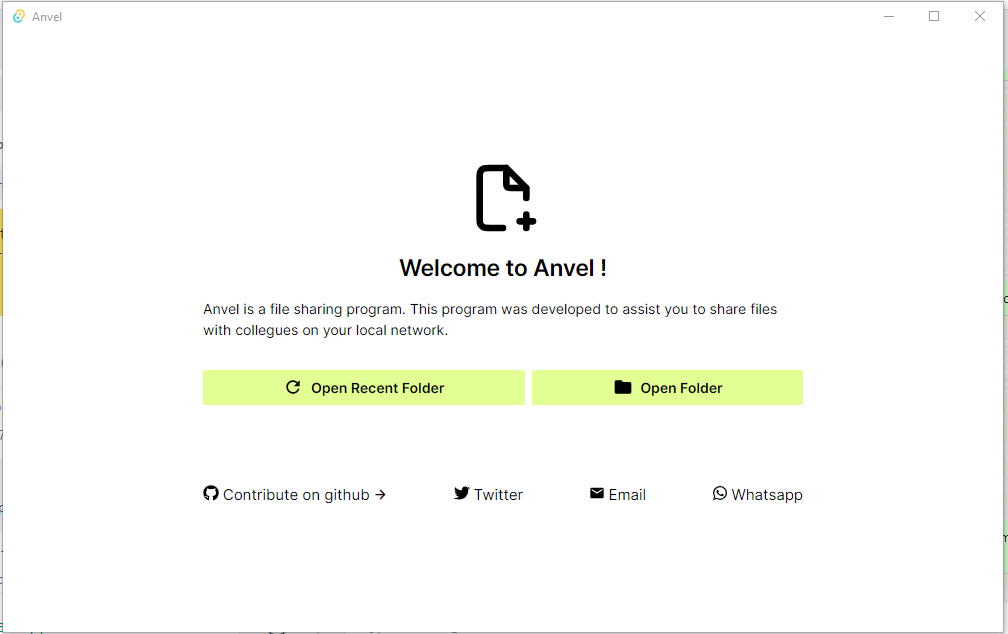 Anvel
Welcome to Anvel !
Anvel is a file sharing program. This program was developed to assist you to share files
with collegues on your local network.
Open Recent Folder
Open Folder
Contribute on github →
Twitter
Email
Whatsapp